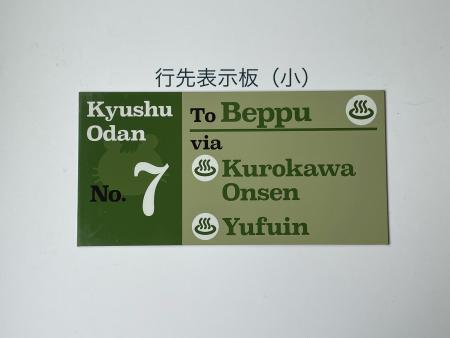 行先表示板（小）
Kyushu
Odan
No. 7
To Beppu
via
Kurokawa
Onsen
Yufuin